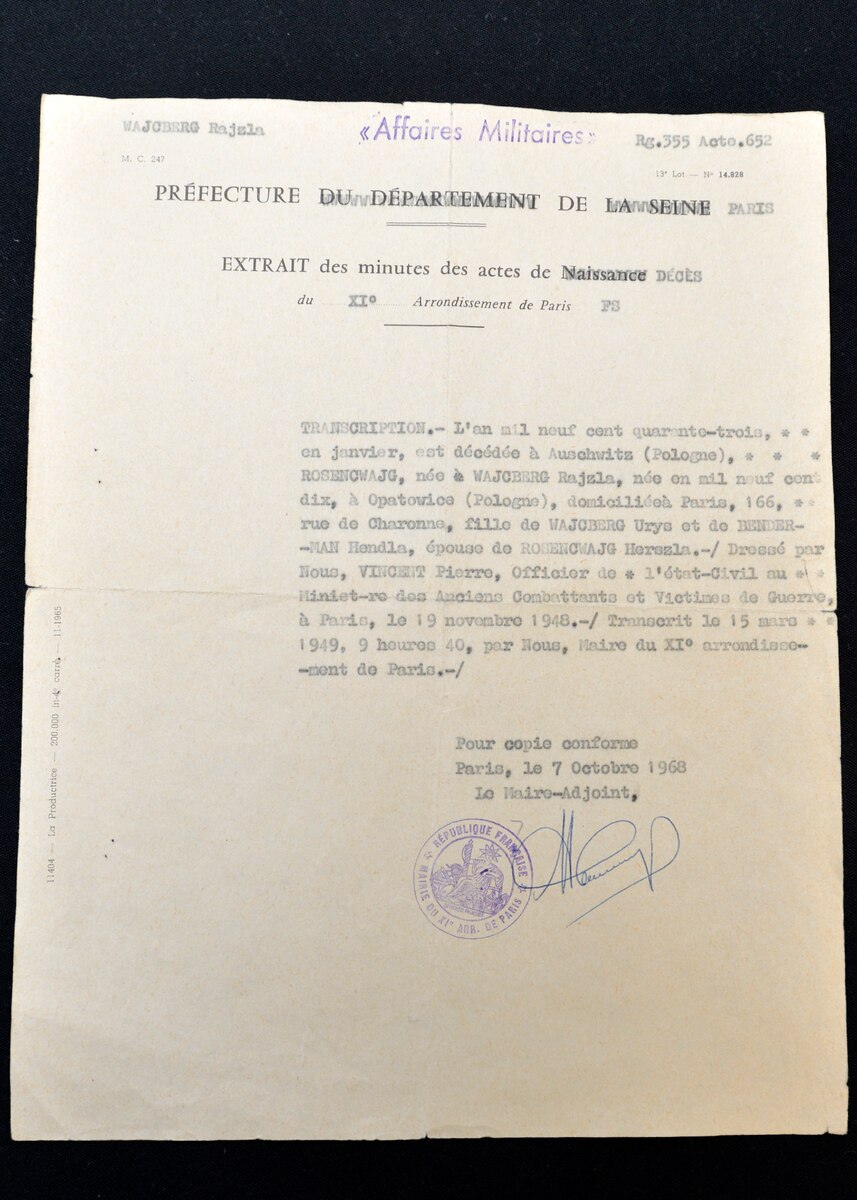 WAJCBERG Rajzla
«Affaires Militaires»
Rg.355 Acte.652
M. C. 247
13e Lot — No 14.828
PRÉFECTURE DU DÉPARTEMENT DE LA SEINE PARIS
EXTRAIT des minutes des actes de Naissance DÉCÈS
du XIº Arrondissement de Paris FS
TRANSCRIPTION.- L'an mil neuf cent quarante-trois, * *
en janvier, est décédée à Auschwitz (Pologne), * * *
ROSENCWAJG, née à WAJCBERG Rajzla, née en mil neuf cent
dix, à Opatowice (Pologne), domiciliéeà Paris, 166, * *
rue de Charonne, fille de WAJCBERG Urys et de BENDER-
-MAN Hendla, épouse de ROSENCWAJG Herszla.-/ Dressé par
Nous, VINCENT Pierre, Officier de * l'état-Civil au * *
Minist-re des Anciens Combattants et Victimes de Guerre,
à Paris, le 19 novembre 1948.-/ Transcrit le 15 mars * *
1949, 9 heures 40, par Nous, Maire du XIº arrondisse-
-ment de Paris.-/
Pour copie conforme
Paris, le 7 Octobre 1968
Le Maire-Adjoint,
RÉPUBLIQUE FRANÇAISE
MAIRIE DU XIe ARR. DE PARIS
11404 — La Productrice — 200.000 in-4º carré. — 11-1965